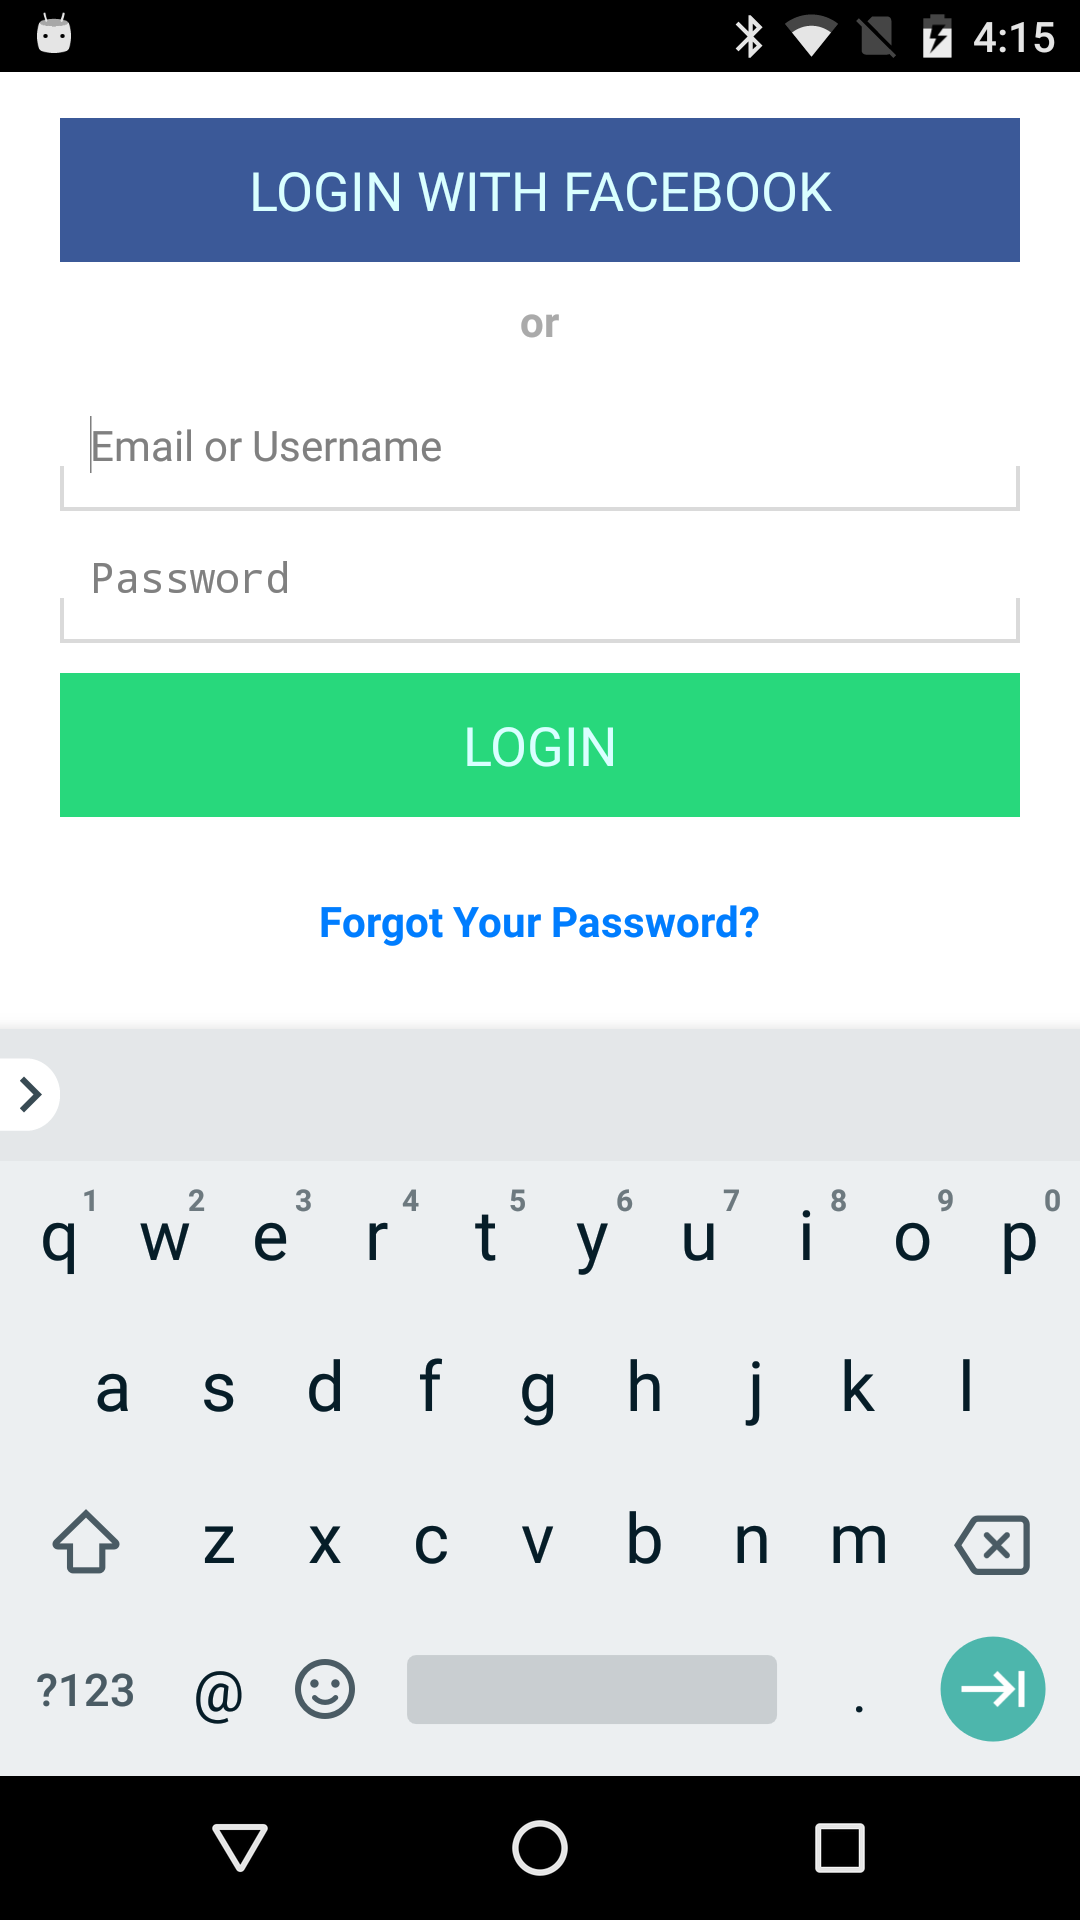 4:15
LOGIN WITH FACEBOOK
or
Email or Username
Password
LOGIN
Forgot Your Password?
1 2 3 4 5 6 7 8 9 0
q w e r t y u i o p
a s d f g h j k l
z x c v b n m
?123 @ .